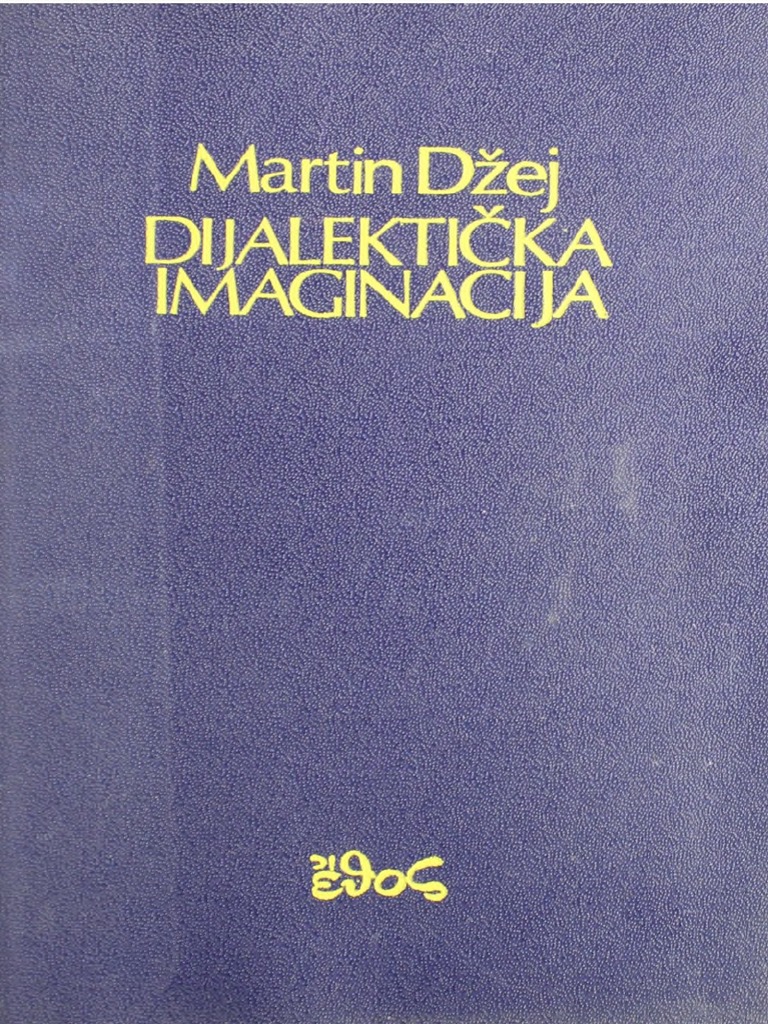 Martin Džej
DIJALEKTIČKA
IMAGINACIJA
ἔθος